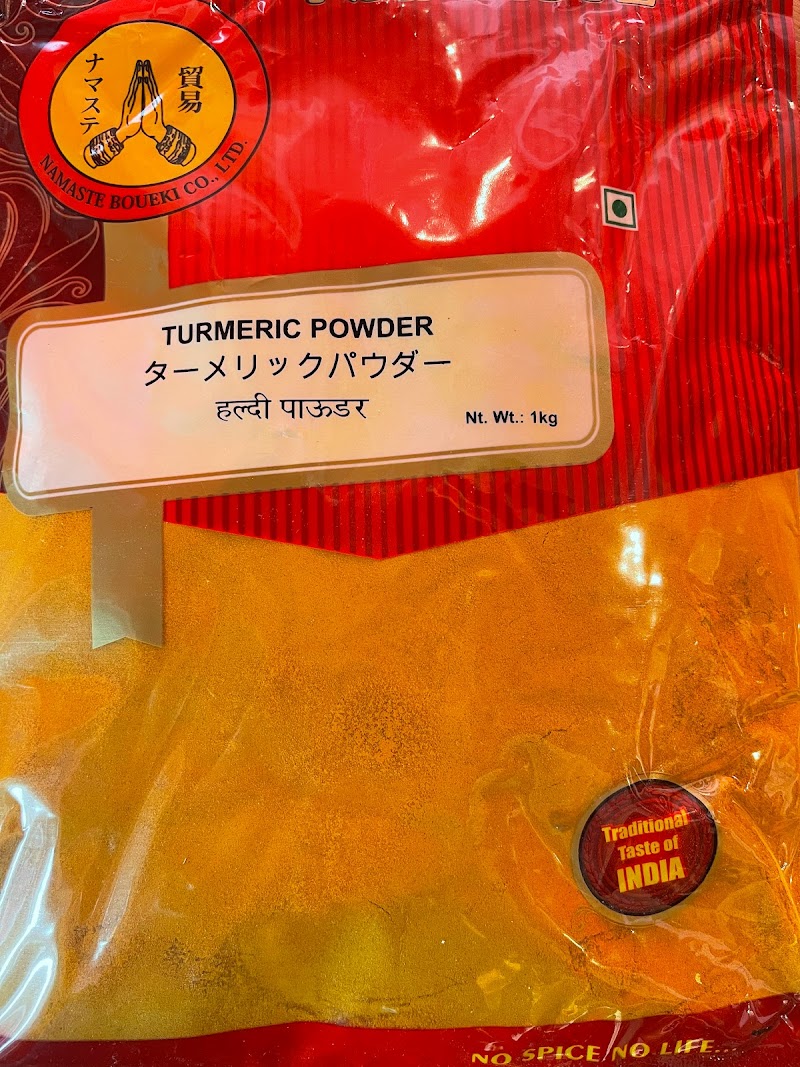 ナマステ
貿易
NAMASTE BOUEKI CO., LTD.
TURMERIC POWDER
ターメリックパウダー
हल्दी पाऊडर
Nt. Wt.: 1kg
Traditional
Taste of
INDIA
NO SPICE NO LIFE...